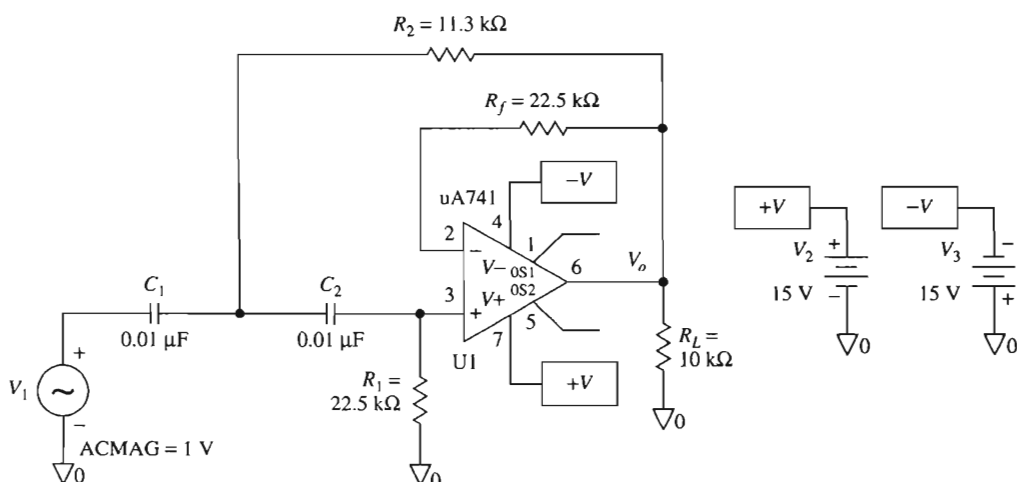 R2 = 11.3 kΩ
Rf = 22.5 kΩ
−V
uA741
4
2
−
1
V−
0S1
6
Vo
3
V+
0S2
+
5
7
U1
+V
C1
0.01 µF
C2
0.01 µF
R1 =
22.5 kΩ
RL =
10 kΩ
0
V1
+
−
ACMAG = 1 V
0
0
+V
V2
+
−
15 V
0
−V
V3
−
+
15 V
0